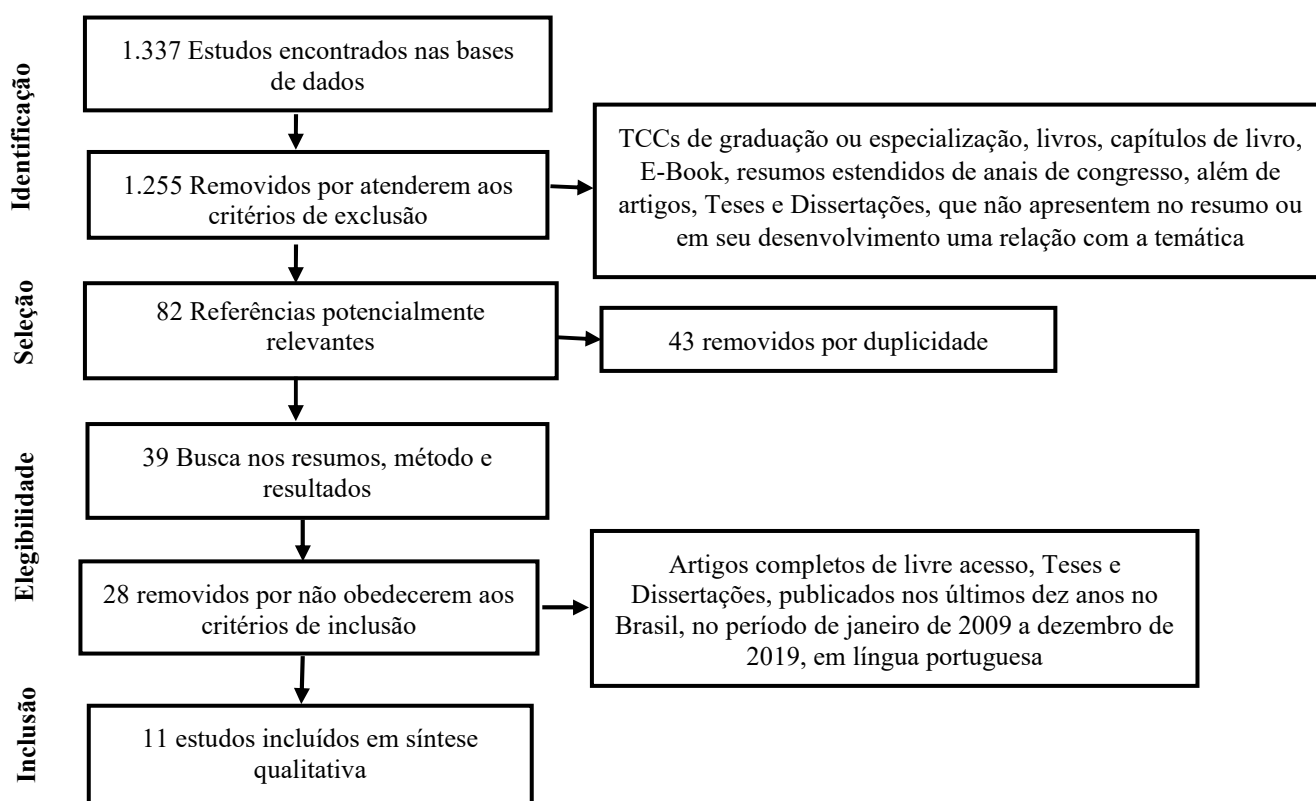 Identificação
1.337 Estudos encontrados nas bases
de dados
1.255 Removidos por atenderem aos
critérios de exclusão
TCCs de graduação ou especialização, livros, capítulos de livro,
E-Book, resumos estendidos de anais de congresso, além de
artigos, Teses e Dissertações, que não apresentem no resumo ou
em seu desenvolvimento uma relação com a temática
Seleção
82 Referências potencialmente
relevantes
43 removidos por duplicidade
Elegibilidade
39 Busca nos resumos, método e
resultados
28 removidos por não obedecerem aos
critérios de inclusão
Artigos completos de livre acesso, Teses e
Dissertações, publicados nos últimos dez anos no
Brasil, no período de janeiro de 2009 a dezembro de
2019, em língua portuguesa
Inclusão
11 estudos incluídos em síntese
qualitativa